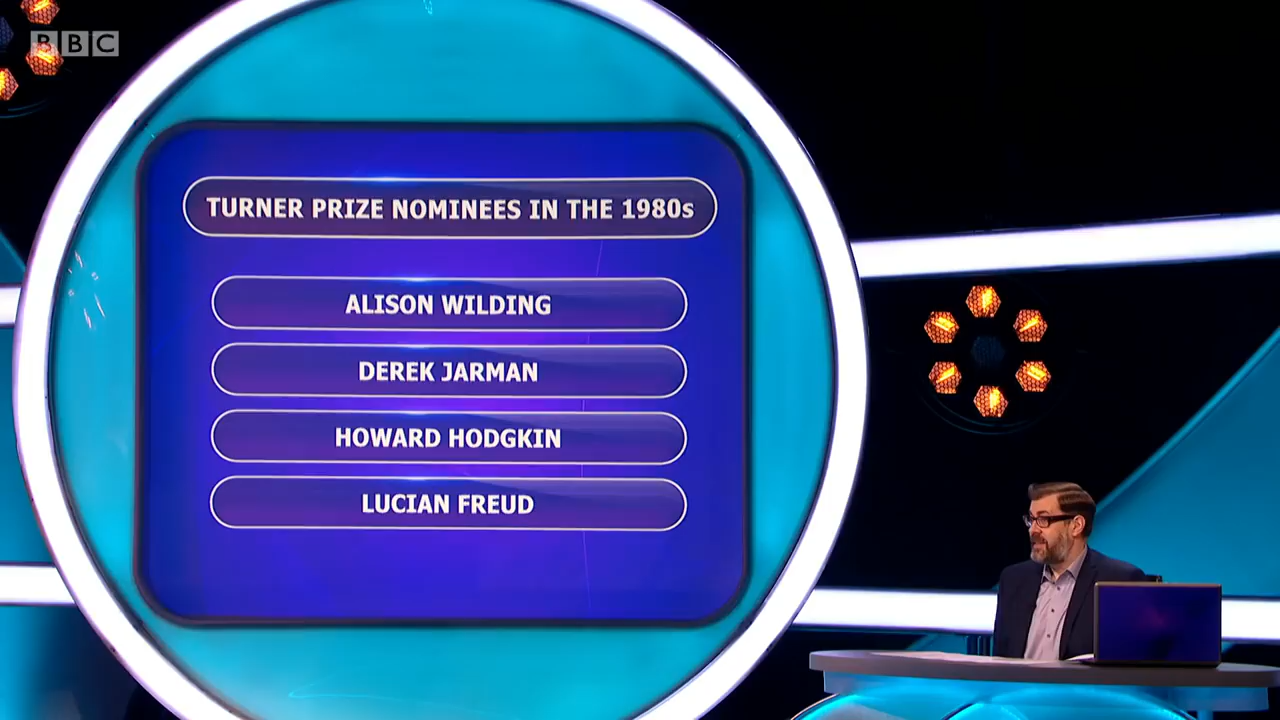 BBC
TURNER PRIZE NOMINEES IN THE 1980s
ALISON WILDING
DEREK JARMAN
HOWARD HODGKIN
LUCIAN FREUD